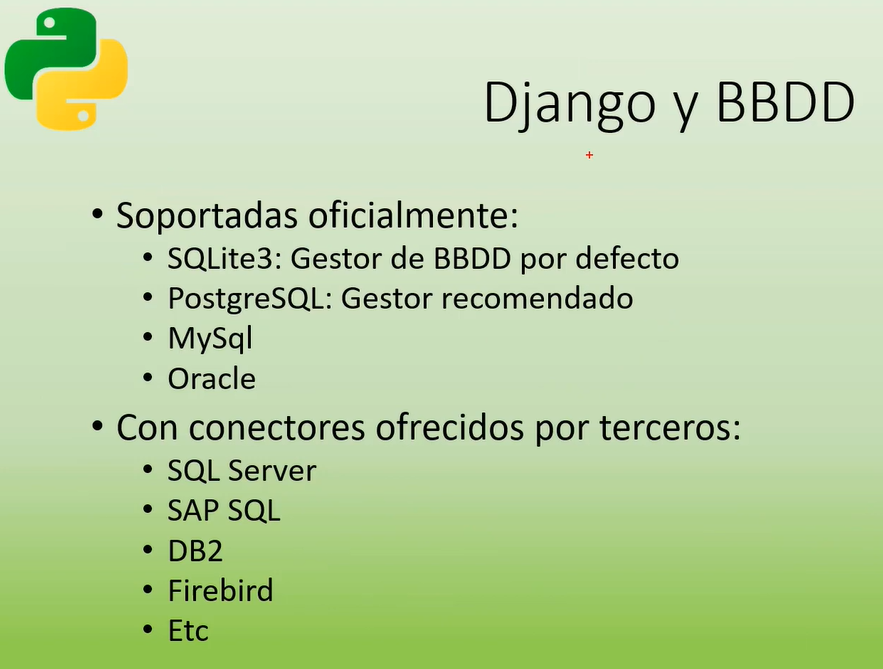 Django y BBDD
• Soportadas oficialmente:
• SQLite3: Gestor de BBDD por defecto
• PostgreSQL: Gestor recomendado
• MySql
• Oracle
• Con conectores ofrecidos por terceros:
• SQL Server
• SAP SQL
• DB2
• Firebird
• Etc